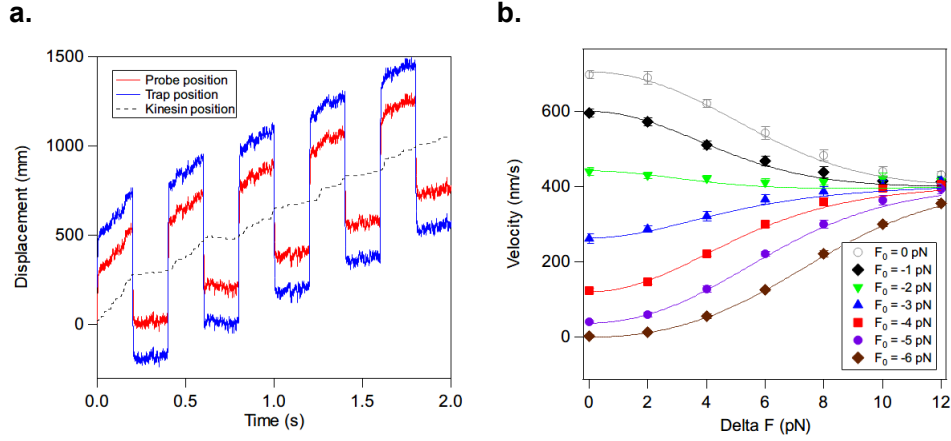 a.
1500
1000
500
0
Displacement (mm)
Probe position
Trap position
Kinesin position
0.0
0.5
1.0
1.5
2.0
Time (s)
b.
600
400
200
0
Velocity (nm/s)
F₀ = 0 pN
F₀ = -1 pN
F₀ = -2 pN
F₀ = -3 pN
F₀ = -4 pN
F₀ = -5 pN
F₀ = -6 pN
0
2
4
6
8
10
12
Delta F (pN)